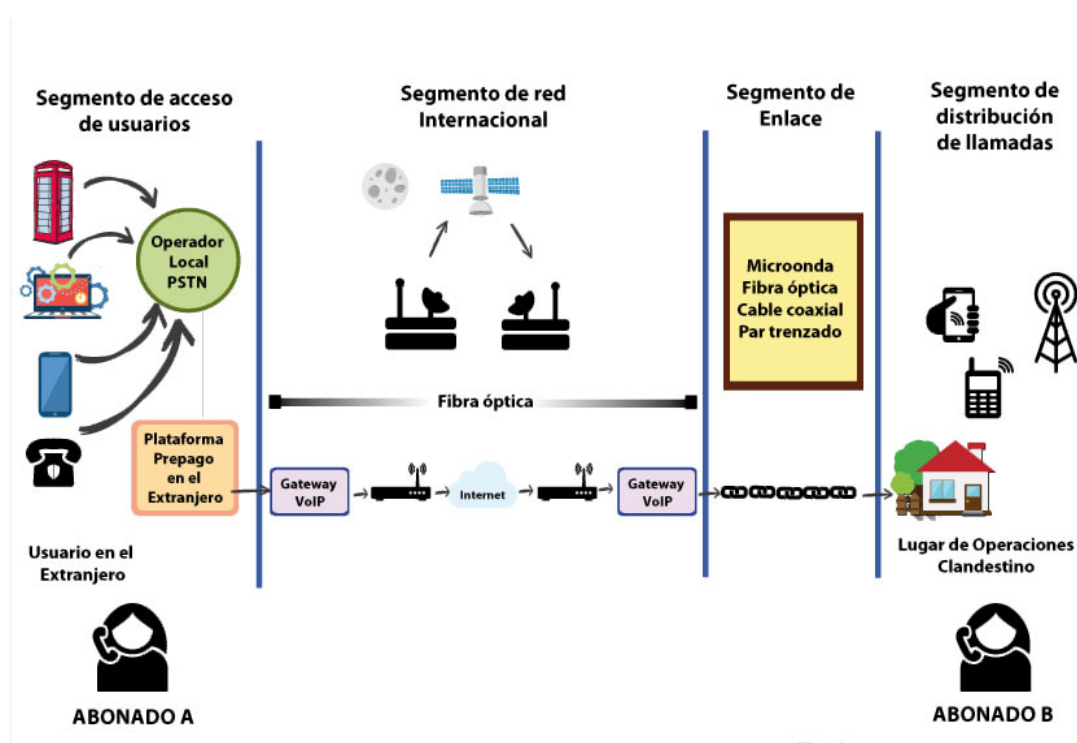 Segmento de acceso
de usuarios
Segmento de red
Internacional
Segmento de
Enlace
Segmento de
distribución
de llamadas
Operador
Local
PSTN
Microonda
Fibra óptica
Cable coaxial
Par trenzado
Fibra óptica
Plataforma
Prepago
en el
Extranjero
Gateway
VoIP
Internet
Gateway
VoIP
Usuario en el
Extranjero
Lugar de Operaciones
Clandestino
ABONADO A
ABONADO B